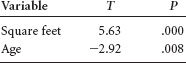 Variable T P
Square feet 5.63 .000
Age −2.92 .008